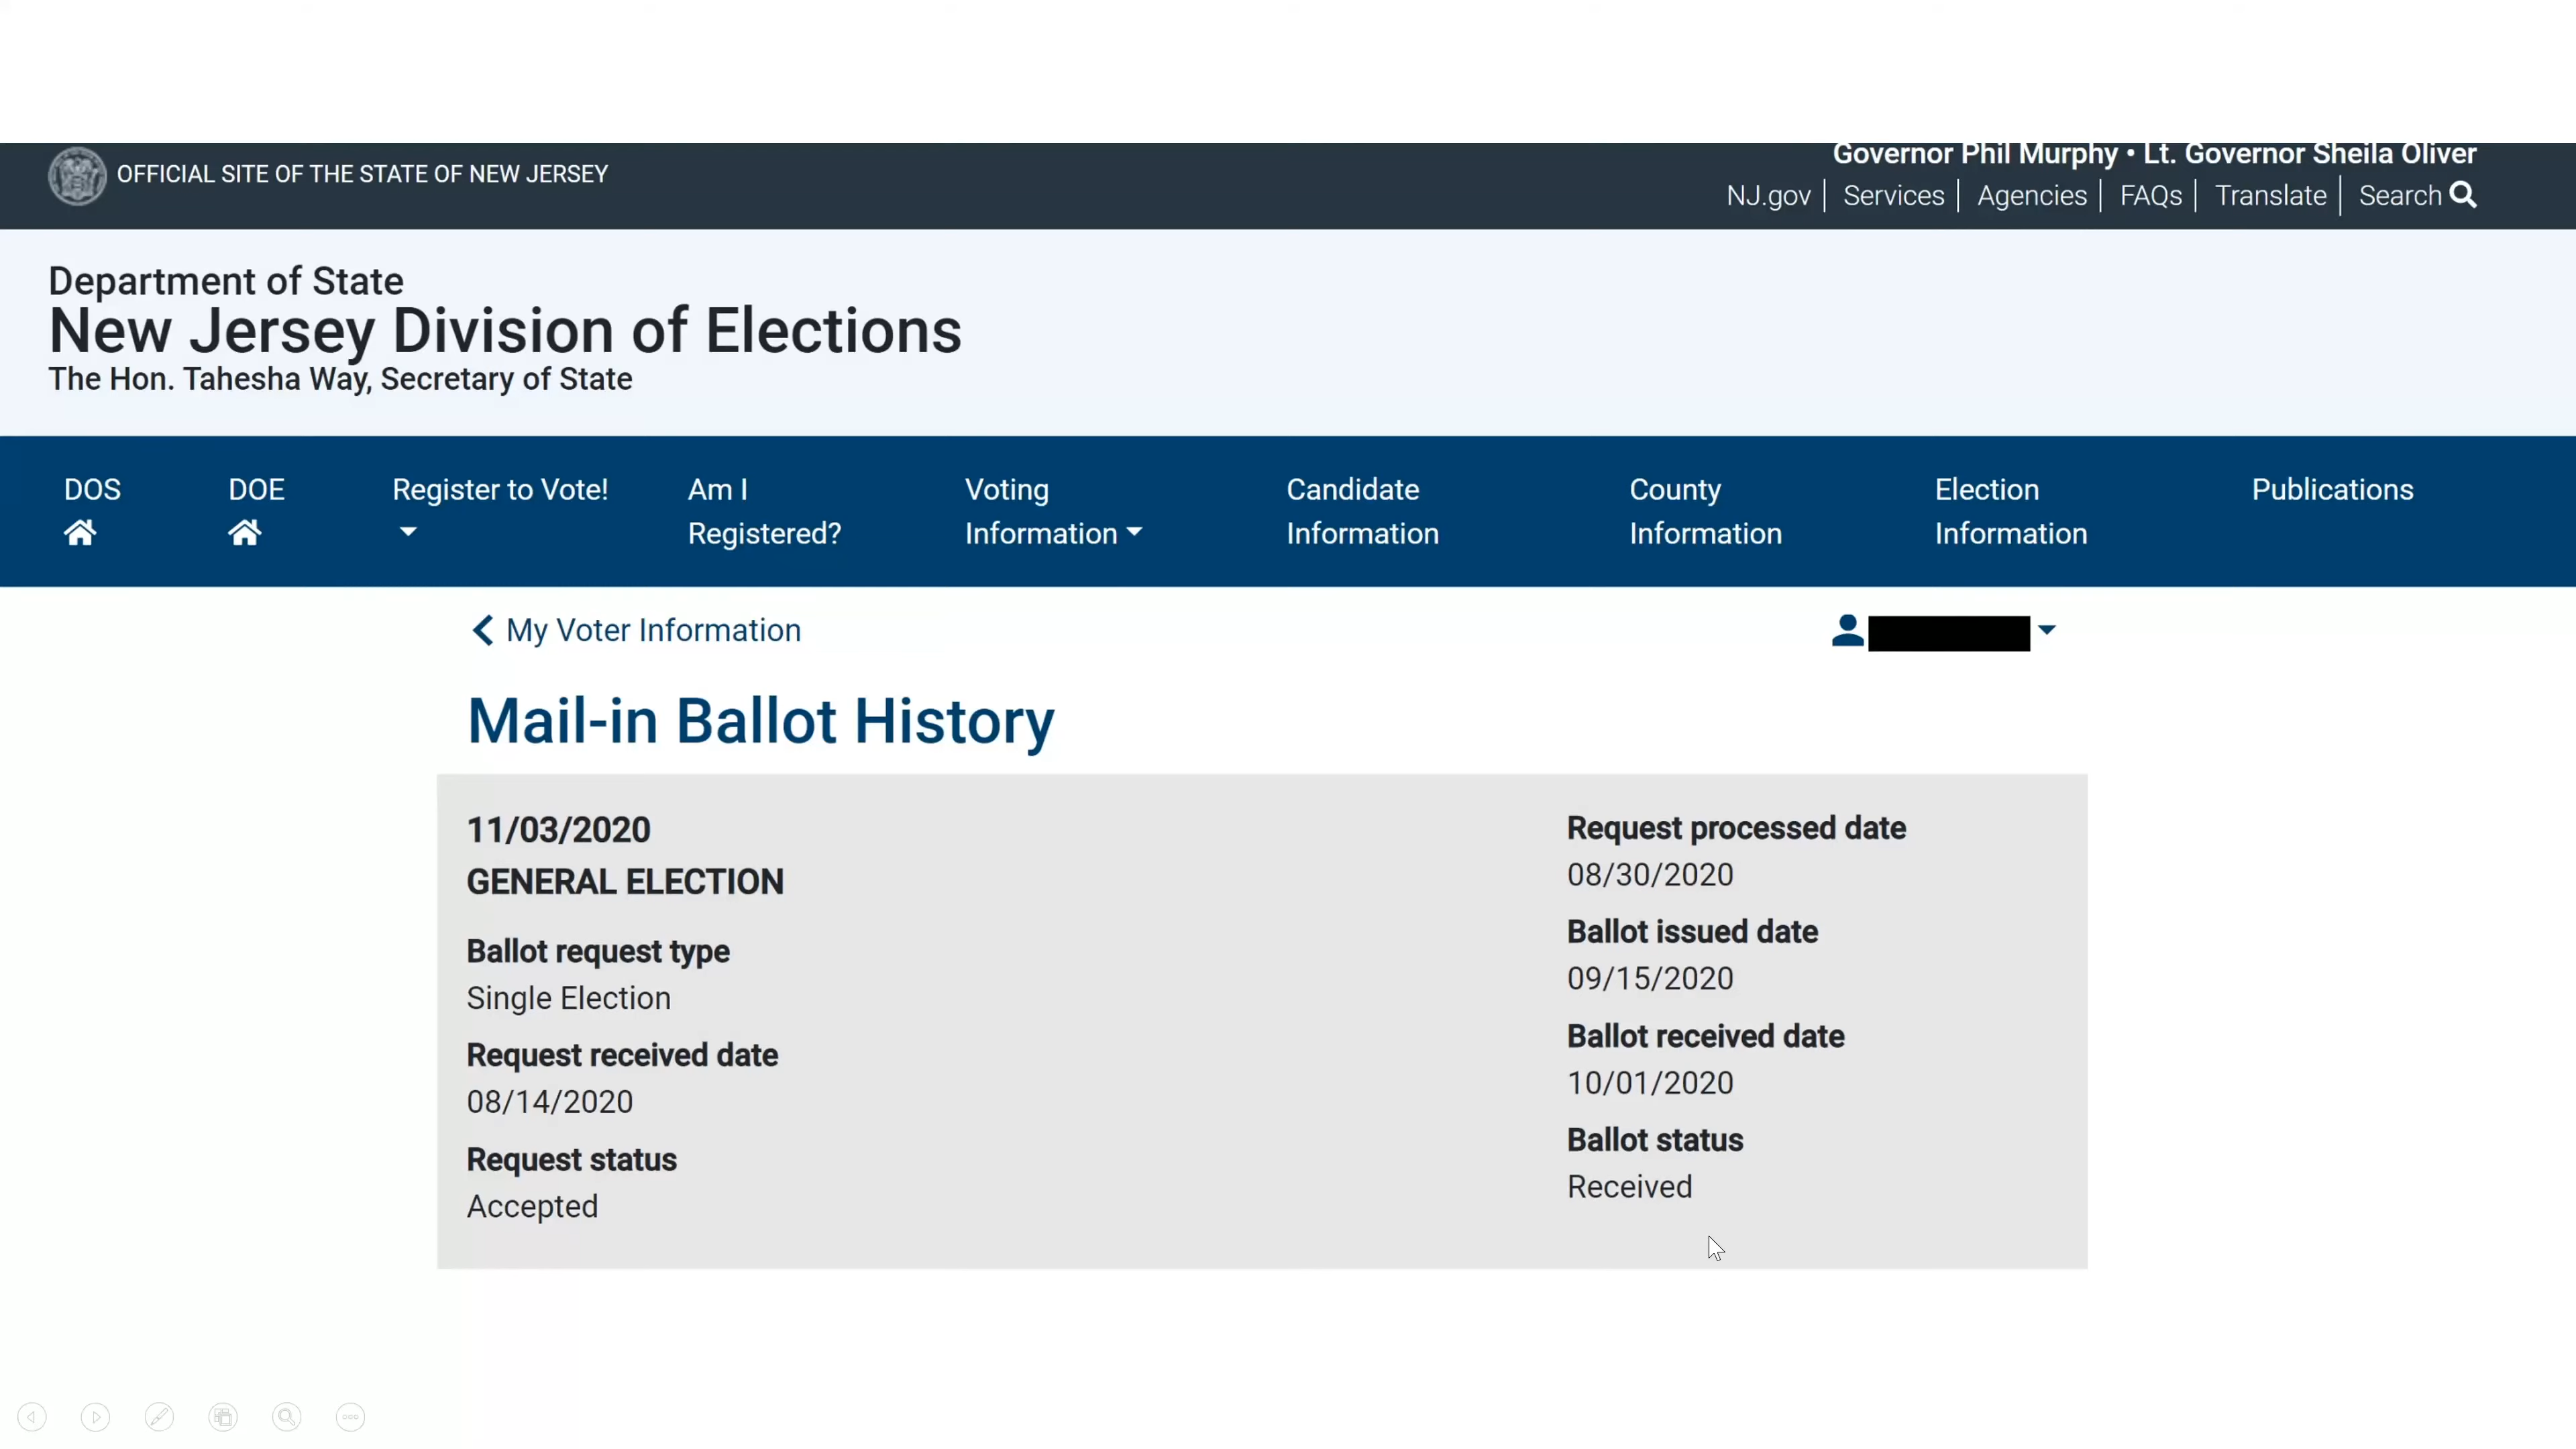 OFFICIAL SITE OF THE STATE OF NEW JERSEY
Governor Phil Murphy • Lt. Governor Sheila Oliver
NJ.gov | Services | Agencies | FAQs | Translate | Search
Department of State
New Jersey Division of Elections
The Hon. Tahesha Way, Secretary of State
DOS
DOE
Register to Vote!
Am I
Registered?
Voting
Information
Candidate
Information
County
Information
Election
Information
Publications
My Voter Information
Mail-in Ballot History
11/03/2020
GENERAL ELECTION
Ballot request type
Single Election
Request received date
08/14/2020
Request status
Accepted
Request processed date
08/30/2020
Ballot issued date
09/15/2020
Ballot received date
10/01/2020
Ballot status
Received